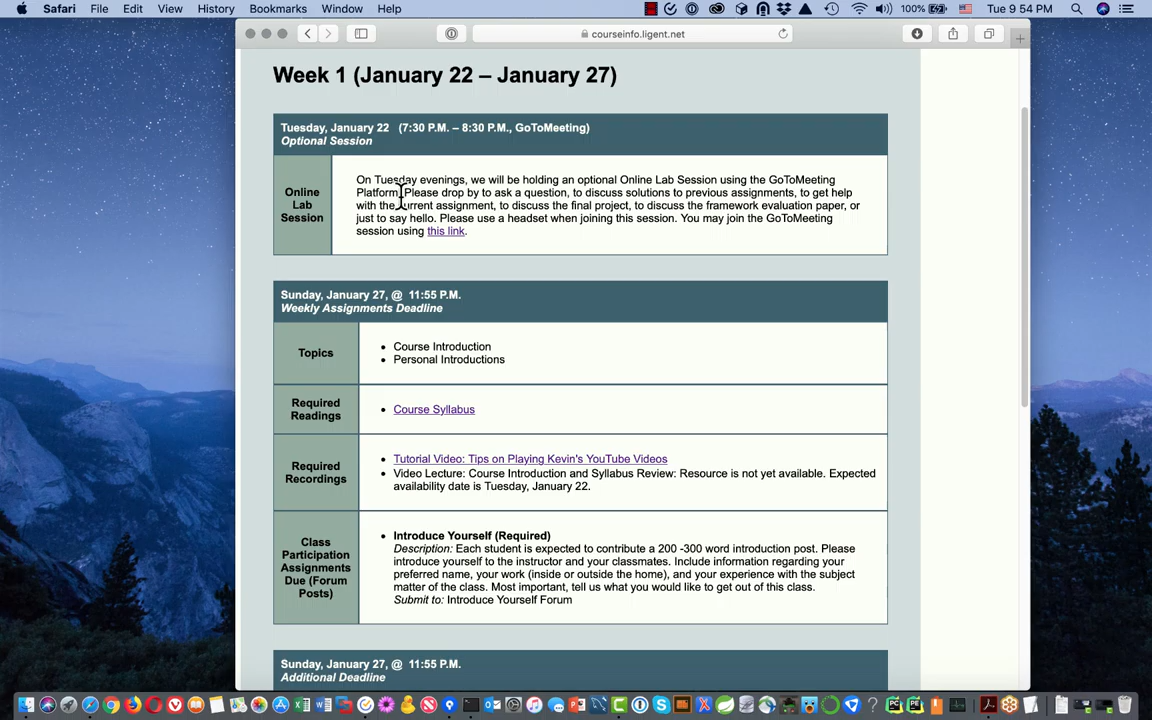 Safari File Edit View History Bookmarks Window Help 100% Tue 9:54 PM
courseinfo.ligent.net
Week 1 (January 22 – January 27)
Tuesday, January 22 (7:30 P.M. – 8:30 P.M., GoToMeeting)
Optional Session
Online
Lab
Session
On Tuesday evenings, we will be holding an optional Online Lab Session using the GoToMeeting
Platform. Please drop by to ask a question, to discuss solutions to previous assignments, to get help
with the current assignment, to discuss the final project, to discuss the framework evaluation paper, or
just to say hello. Please use a headset when joining this session. You may join the GoToMeeting
session using this link.
Sunday, January 27, @ 11:55 P.M.
Weekly Assignments Deadline
Topics
• Course Introduction
• Personal Introductions
Required
Readings
• Course Syllabus
Required
Recordings
• Tutorial Video: Tips on Playing Kevin's YouTube Videos
• Video Lecture: Course Introduction and Syllabus Review: Resource is not yet available. Expected
availability date is Tuesday, January 22.
Class
Participation
Assignments
Due (Forum
Posts)
• Introduce Yourself (Required)
Description: Each student is expected to contribute a 200 -300 word introduction post. Please
introduce yourself to the instructor and your classmates. Include information regarding your
preferred name, your work (inside or outside the home), and your experience with the subject
matter of the class. Most important, tell us what you would like to get out of this class.
Submit to: Introduce Yourself Forum
Sunday, January 27, @ 11:55 P.M.
Additional Deadline